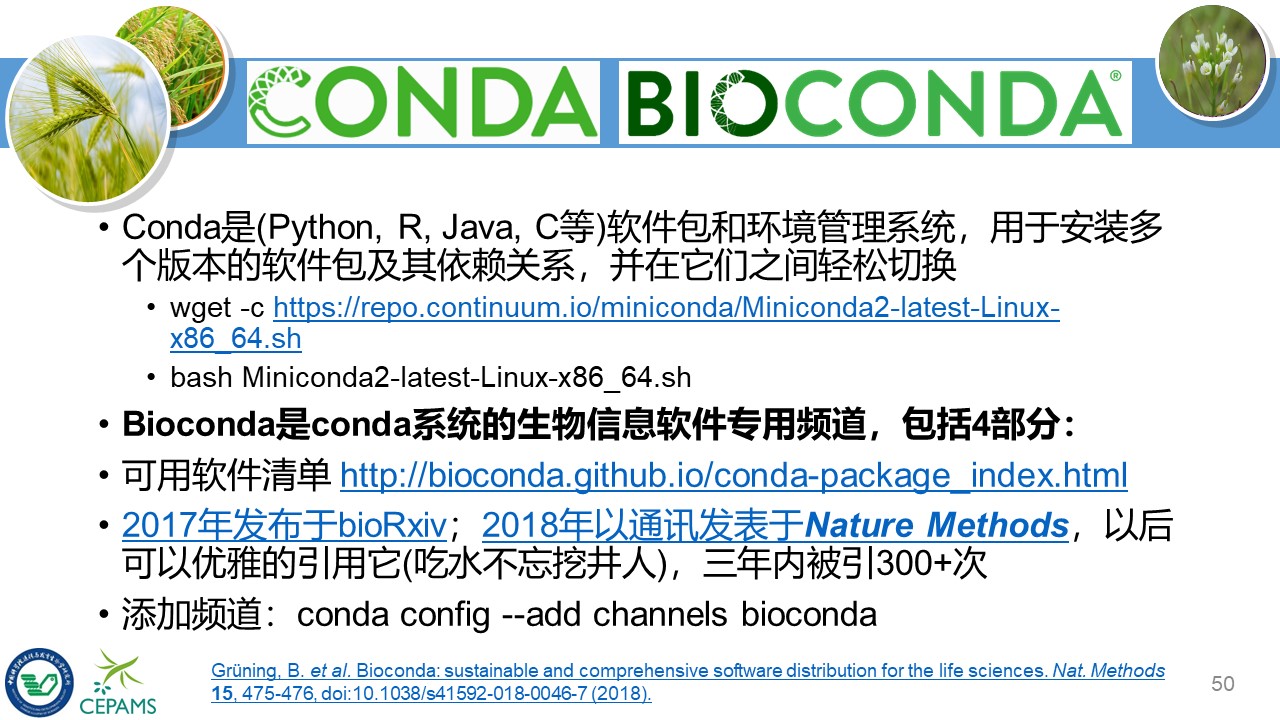 CONDA BIOCONDA®
• Conda是(Python, R, Java, C等)软件包和环境管理系统，用于安装多
个版本的软件包及其依赖关系，并在它们之间轻松切换
• wget -c https://repo.continuum.io/miniconda/Miniconda2-latest-Linux-
x86_64.sh
• bash Miniconda2-latest-Linux-x86_64.sh
• Bioconda是conda系统的生物信息软件专用频道，包括4部分：
• 可用软件清单 http://bioconda.github.io/conda-package_index.html
• 2017年发布于bioRxiv；2018年以通讯发表于Nature Methods，以后
可以优雅的引用它(吃水不忘挖井人)，三年内被引300+次
• 添加频道：conda config --add channels bioconda
Grüning, B. et al. Bioconda: sustainable and comprehensive software distribution for the life sciences. Nat. Methods
15, 475-476, doi:10.1038/s41592-018-0046-7 (2018).
CEPAMS
50